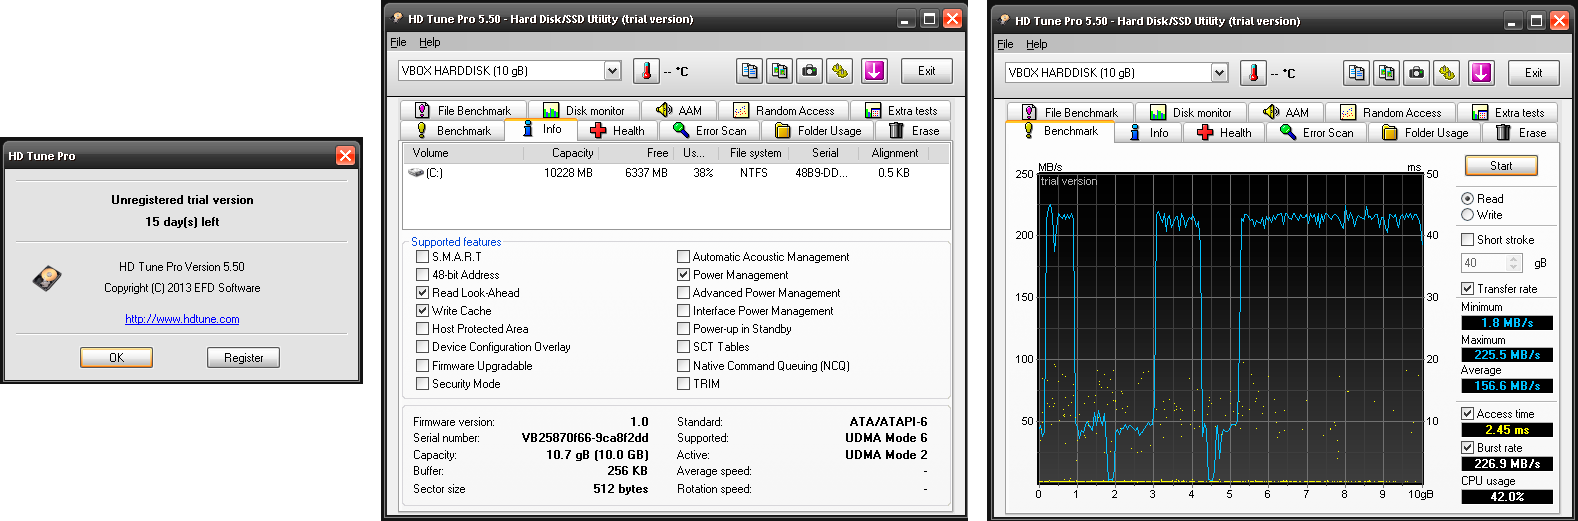 HD Tune Pro
Unregistered trial version
15 day(s) left
HD Tune Pro Version 5.50
Copyright (C) 2013 EFD Software
http://www.hdtune.com
OK Register
HD Tune Pro 5.50 - Hard Disk/SSD Utility (trial version)
File Help
VBOX HARDDISK (10 gB) -- °C Exit
File Benchmark Disk monitor AAM Random Access Extra tests
Benchmark Info Health Error Scan Folder Usage Erase
Volume Capacity Free Us... File system Serial Alignment
(C:) 10228 MB 6337 MB 38% NTFS 48B9-DD... 0.5 KB
Supported features
S.M.A.R.T Automatic Acoustic Management
48-bit Address Power Management
Read Look-Ahead Advanced Power Management
Write Cache Interface Power Management
Host Protected Area Power-up in Standby
Device Configuration Overlay SCT Tables
Firmware Upgradable Native Command Queuing (NCQ)
Security Mode TRIM
Firmware version: 1.0 Standard: ATA/ATAPI-6
Serial number: VB25870f66-9ca8f2dd Supported: UDMA Mode 6
Capacity: 10.7 gB (10.0 GB) Active: UDMA Mode 2
Buffer: 256 KB Average speed: -
Sector size 512 bytes Rotation speed: -
HD Tune Pro 5.50 - Hard Disk/SSD Utility (trial version)
File Help
VBOX HARDDISK (10 gB) -- °C Exit
File Benchmark Disk monitor AAM Random Access Extra tests
Benchmark Info Health Error Scan Folder Usage Erase
MB/s ms
250 50
trial version
200 40
150 30
100 20
50 10
0 1 2 3 4 5 6 7 8 9 10gB
Start
Read
Write
Short stroke
40 gB
Transfer rate
Minimum
1.8 MB/s
Maximum
225.5 MB/s
Average
156.6 MB/s
Access time
2.45 ms
Burst rate
226.9 MB/s
CPU usage
42.0%